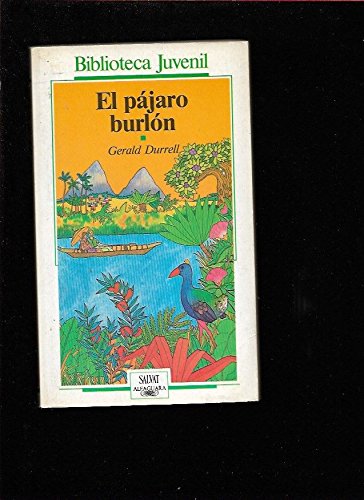 Biblioteca Juvenil
El pájaro
burlón
Gerald Durrell
SALVAT
ALFAGUARA